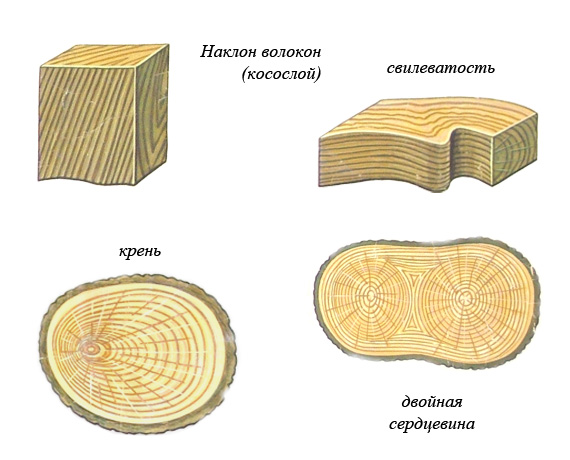 Наклон волокон
(косослой)
свилеватость
крень
двойная
сердцевина